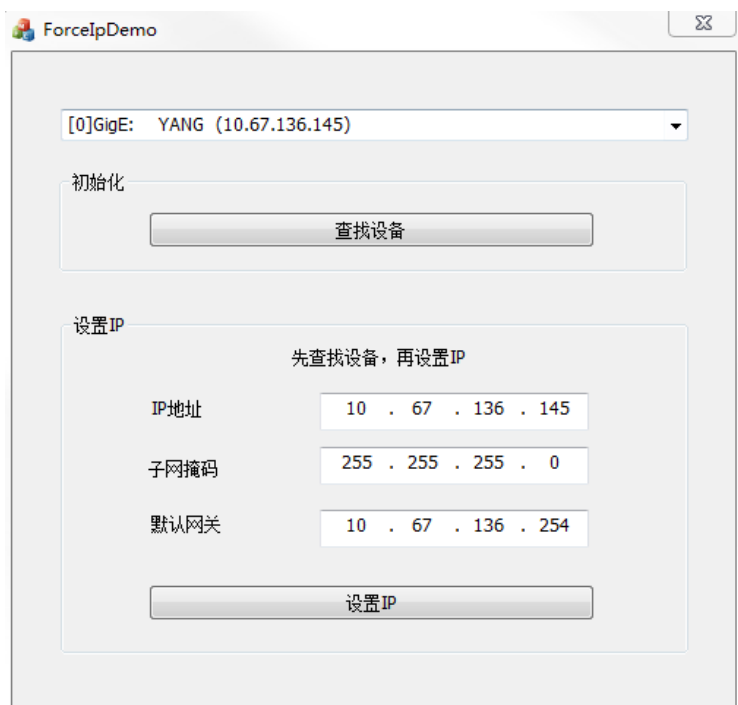 ForceIpDemo
[0]GigE: YANG (10.67.136.145)
初始化
查找设备
设置IP
先查找设备，再设置IP
IP地址 10 . 67 . 136 . 145
子网掩码 255 . 255 . 255 . 0
默认网关 10 . 67 . 136 . 254
设置IP